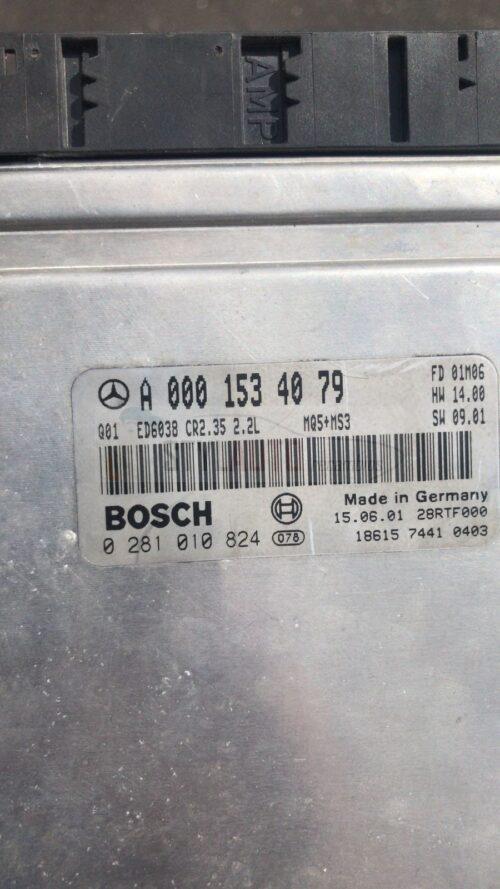 AMP
A 000 153 40 79
FD 01M06
HW 14.00
SW 09.01
Q01 ED6038 CR2.35 2.2L MQ5+MS3
BOSCH
Made in Germany
15.06.01 28RTF000
0 281 010 824 078
18615 7441 0403